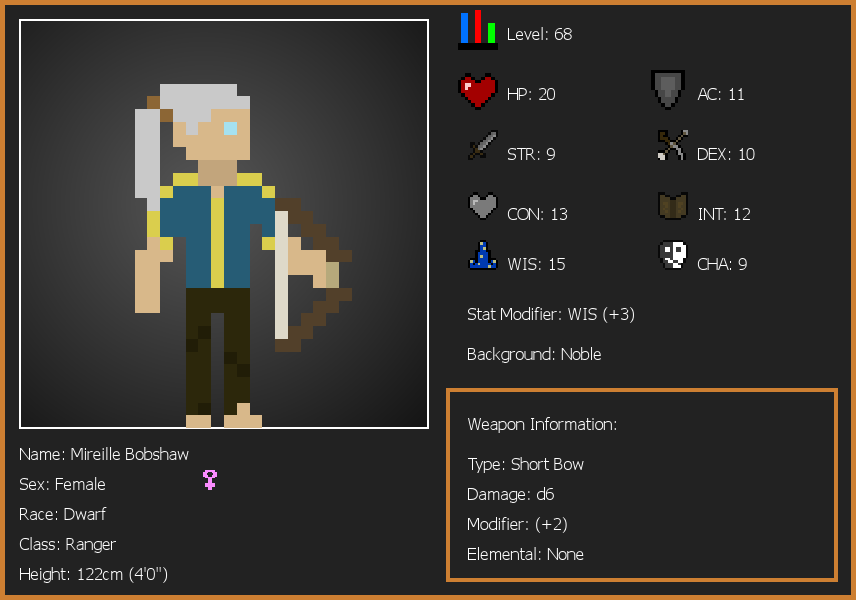 Level: 68
HP: 20
AC: 11
STR: 9
DEX: 10
CON: 13
INT: 12
WIS: 15
CHA: 9
Stat Modifier: WIS (+3)
Background: Noble
Weapon Information:
Type: Short Bow
Damage: d6
Modifier: (+2)
Elemental: None
Name: Mireille Bobshaw
Sex: Female
Race: Dwarf
Class: Ranger
Height: 122cm (4'0")